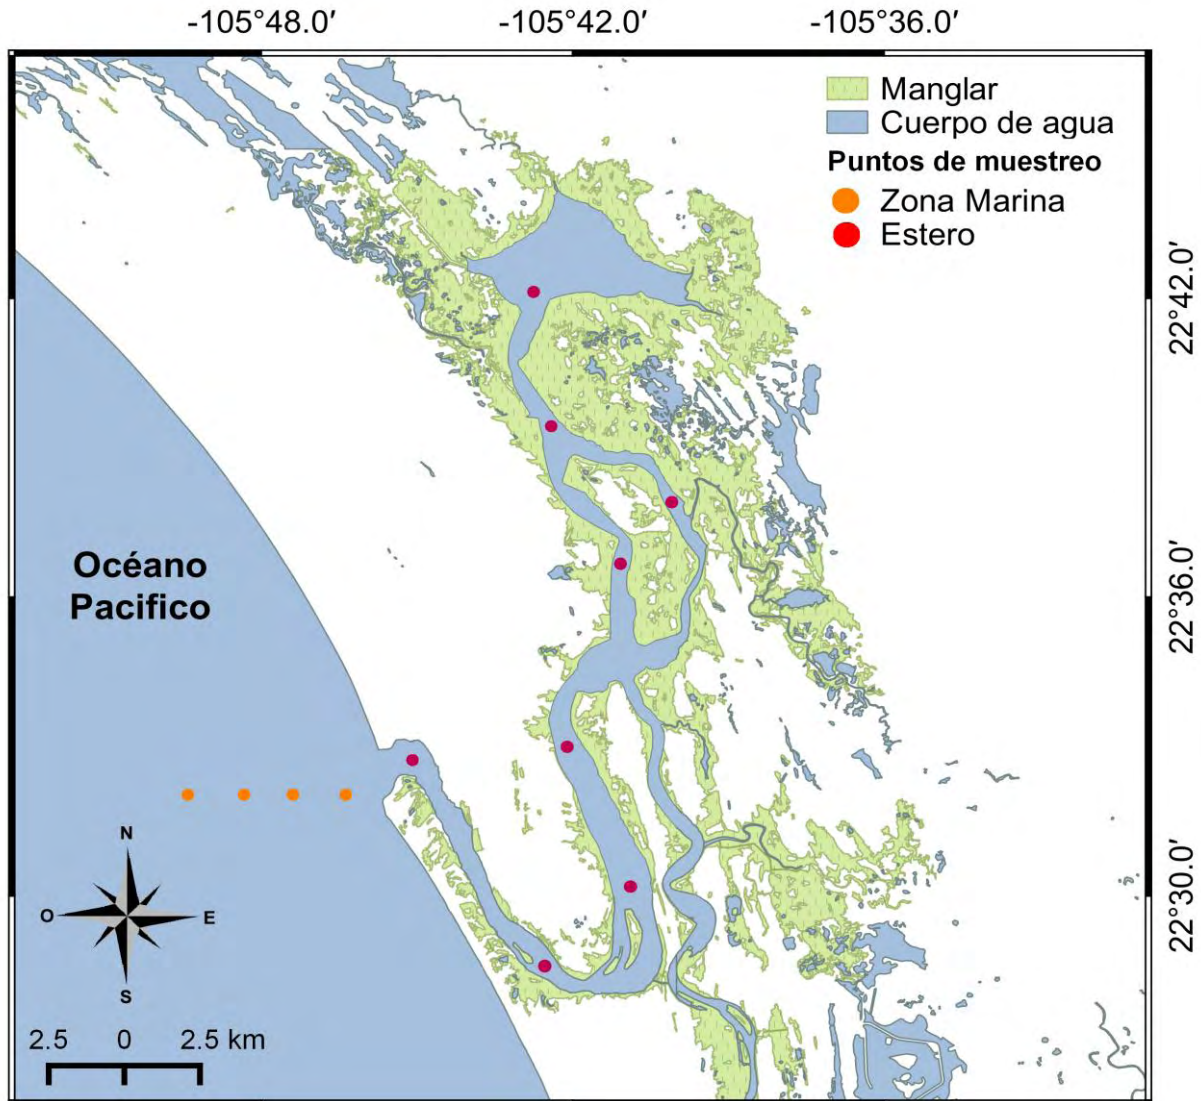 -105°48.0′ -105°42.0′ -105°36.0′
Manglar
Cuerpo de agua
Puntos de muestreo
Zona Marina
Estero
22°42.0′
Océano
Pacifico
22°36.0′
N
O E
S
22°30.0′
2.5 0 2.5 km